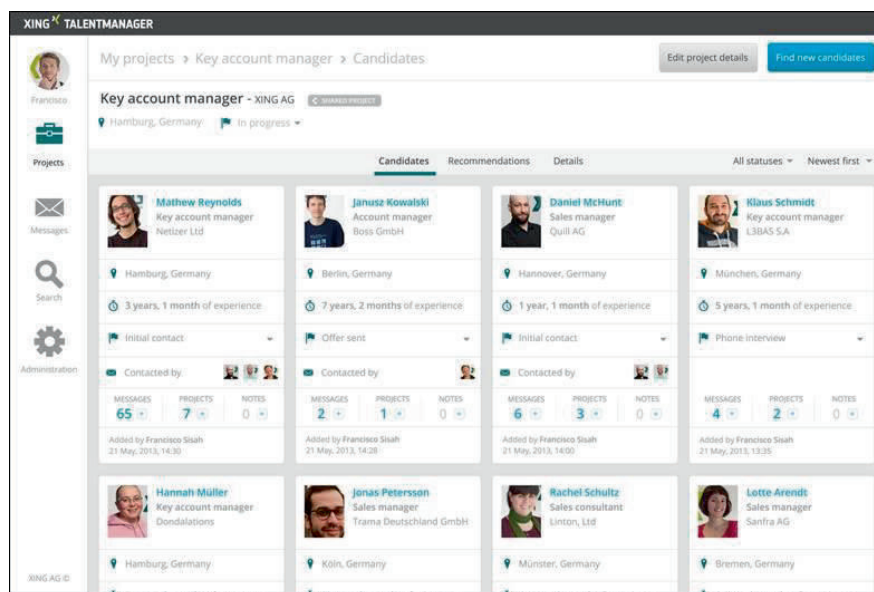 XING TALENTMANAGER
Francisco
Projects
Messages
Search
Administration
XING AG ©
My projects > Key account manager > Candidates
Edit project details
Find new candidates
Key account manager - XING AG
SHARED PROJECT
Hamburg, Germany
In progress
Candidates Recommendations Details
All statuses Newest first
Mathew Reynolds
Key account manager
Netizer Ltd
Hamburg, Germany
3 years, 1 month of experience
Initial contact
Contacted by
MESSAGES PROJECTS NOTES
65 + 7 + 0 +
Added by Francisco Sisah
21 May, 2013, 14:30
Janusz Kowalski
Account manager
Boss GmbH
Berlin, Germany
7 years, 2 months of experience
Offer sent
Contacted by
MESSAGES PROJECTS NOTES
2 + 1 + 0 +
Added by Francisco Sisah
21 May, 2013, 14:28
Daniel McHunt
Sales manager
Quill AG
Hannover, Germany
1 year, 1 month of experience
Initial contact
Contacted by
MESSAGES PROJECTS NOTES
6 + 3 + 0 +
Added by Francisco Sisah
21 May, 2013, 14:00
Klaus Schmidt
Key account manager
L3BAS S.A
München, Germany
5 years, 1 month of experience
Phone interview
MESSAGES PROJECTS NOTES
4 + 2 + 0 +
Added by Francisco Sisah
21 May, 2013, 13:35
Hannah Müller
Key account manager
Dondalations
Hamburg, Germany
Jonas Petersson
Sales manager
Trama Deutschland GmbH
Köln, Germany
Rachel Schultz
Sales consultant
Linton, Ltd
Münster, Germany
Lotte Arendt
Sales manager
Sanfra AG
Bremen, Germany